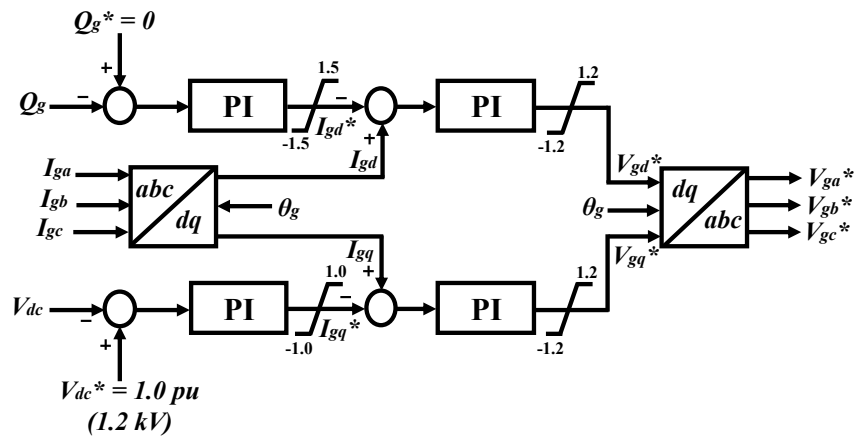 Qg* = 0
+
−
Qg
PI
1.5
-1.5
−
Igd*
+
Igd
PI
1.2
-1.2
Vgd*
Iga
Igb
Igc
abc
dq
θg
θg
dq
abc
Vga*
Vgb*
Vgc*
Igq
Vgq*
Vdc
−
+
PI
1.0
-1.0
+
−
Igq*
PI
1.2
-1.2
Vdc* = 1.0 pu
(1.2 kV)